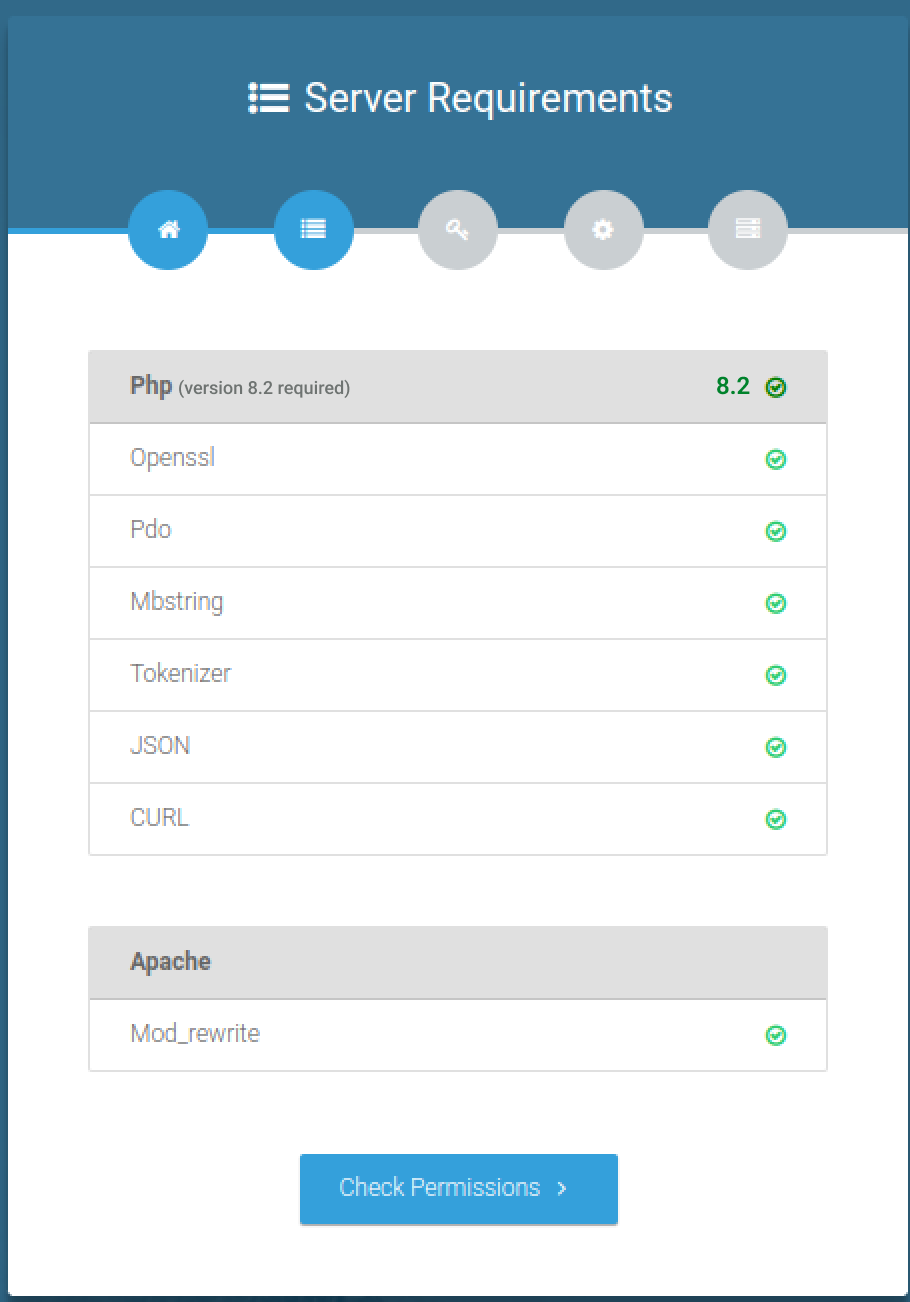 Server Requirements
Php (version 8.2 required) 8.2
Openssl
Pdo
Mbstring
Tokenizer
JSON
CURL
Apache
Mod_rewrite
Check Permissions